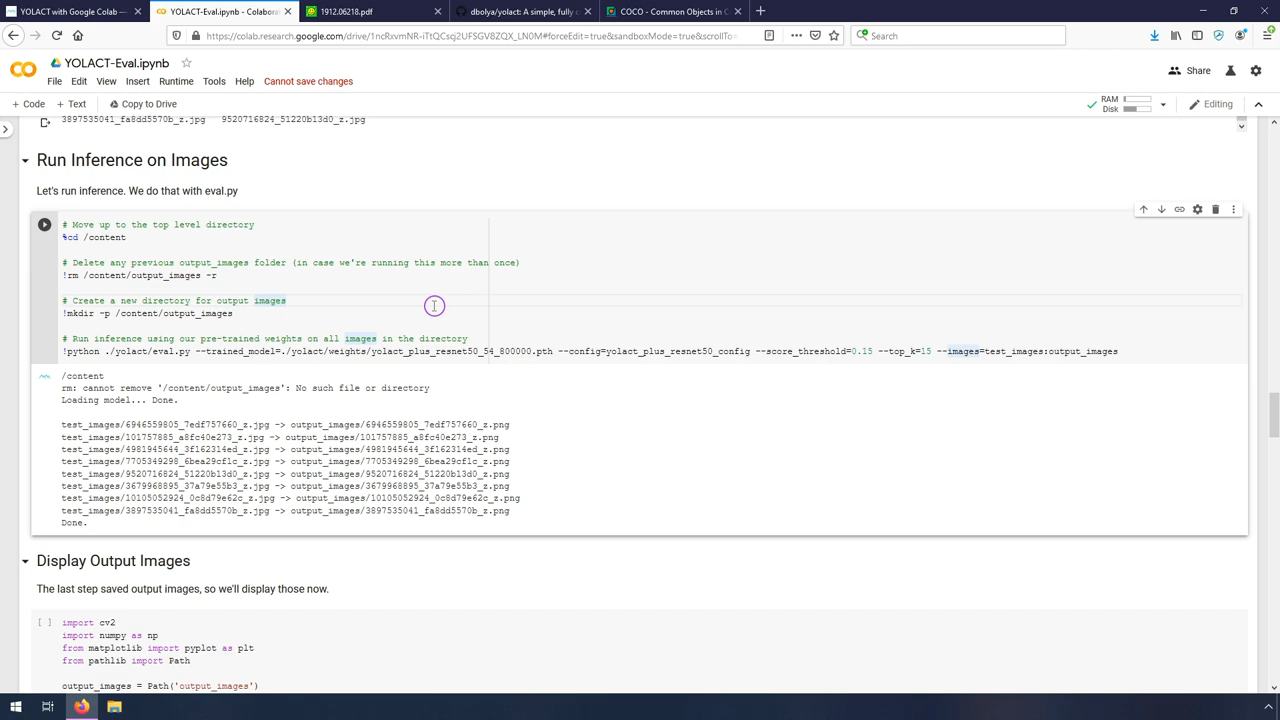 YOLACT with Google Colab —
YOLACT-Eval.ipynb - Colabora
1912.06218.pdf
dbolya/yolact: A simple, fully c
COCO - Common Objects in C
https://colab.research.google.com/drive/1ncRxvmNR-iTtQCscj2UFSGV8ZQX_LN0M#forceEdit=true&sandboxMode=true&scrollTo=
Search
YOLACT-Eval.ipynb
File Edit View Insert Runtime Tools Help Cannot save changes
Share
+ Code + Text Copy to Drive
RAM
Disk
Editing
3897535041_fa8dd5570b_z.jpg 9520716824_51220b13d0_z.jpg
Run Inference on Images
Let's run inference. We do that with eval.py
# Move up to the top level directory
%cd /content
# Delete any previous output_images folder (in case we're running this more than once)
!rm /content/output_images -r
# Create a new directory for output images
!mkdir -p /content/output_images
# Run inference using our pre-trained weights on all images in the directory
!python ./yolact/eval.py --trained_model=./yolact/weights/yolact_plus_resnet50_54_800000.pth --config=yolact_plus_resnet50_config --score_threshold=0.15 --top_k=15 --images=test_images:output_images
/content
rm: cannot remove '/content/output_images': No such file or directory
Loading model... Done.
test_images/6946559805_7edf757660_z.jpg -> output_images/6946559805_7edf757660_z.png
test_images/101757885_a8fc40e273_z.jpg -> output_images/101757885_a8fc40e273_z.png
test_images/4981945644_3f162314ed_z.jpg -> output_images/4981945644_3f162314ed_z.png
test_images/7705349298_6bea29cf1c_z.jpg -> output_images/7705349298_6bea29cf1c_z.png
test_images/9520716824_51220b13d0_z.jpg -> output_images/9520716824_51220b13d0_z.png
test_images/3679968895_37a79e55b3_z.jpg -> output_images/3679968895_37a79e55b3_z.png
test_images/10105052924_0c8d79e62c_z.jpg -> output_images/10105052924_0c8d79e62c_z.png
test_images/3897535041_fa8dd5570b_z.jpg -> output_images/3897535041_fa8dd5570b_z.png
Done.
Display Output Images
The last step saved output images, so we'll display those now.
[ ]
import cv2
import numpy as np
from matplotlib import pyplot as plt
from pathlib import Path
output_images = Path('output_images')